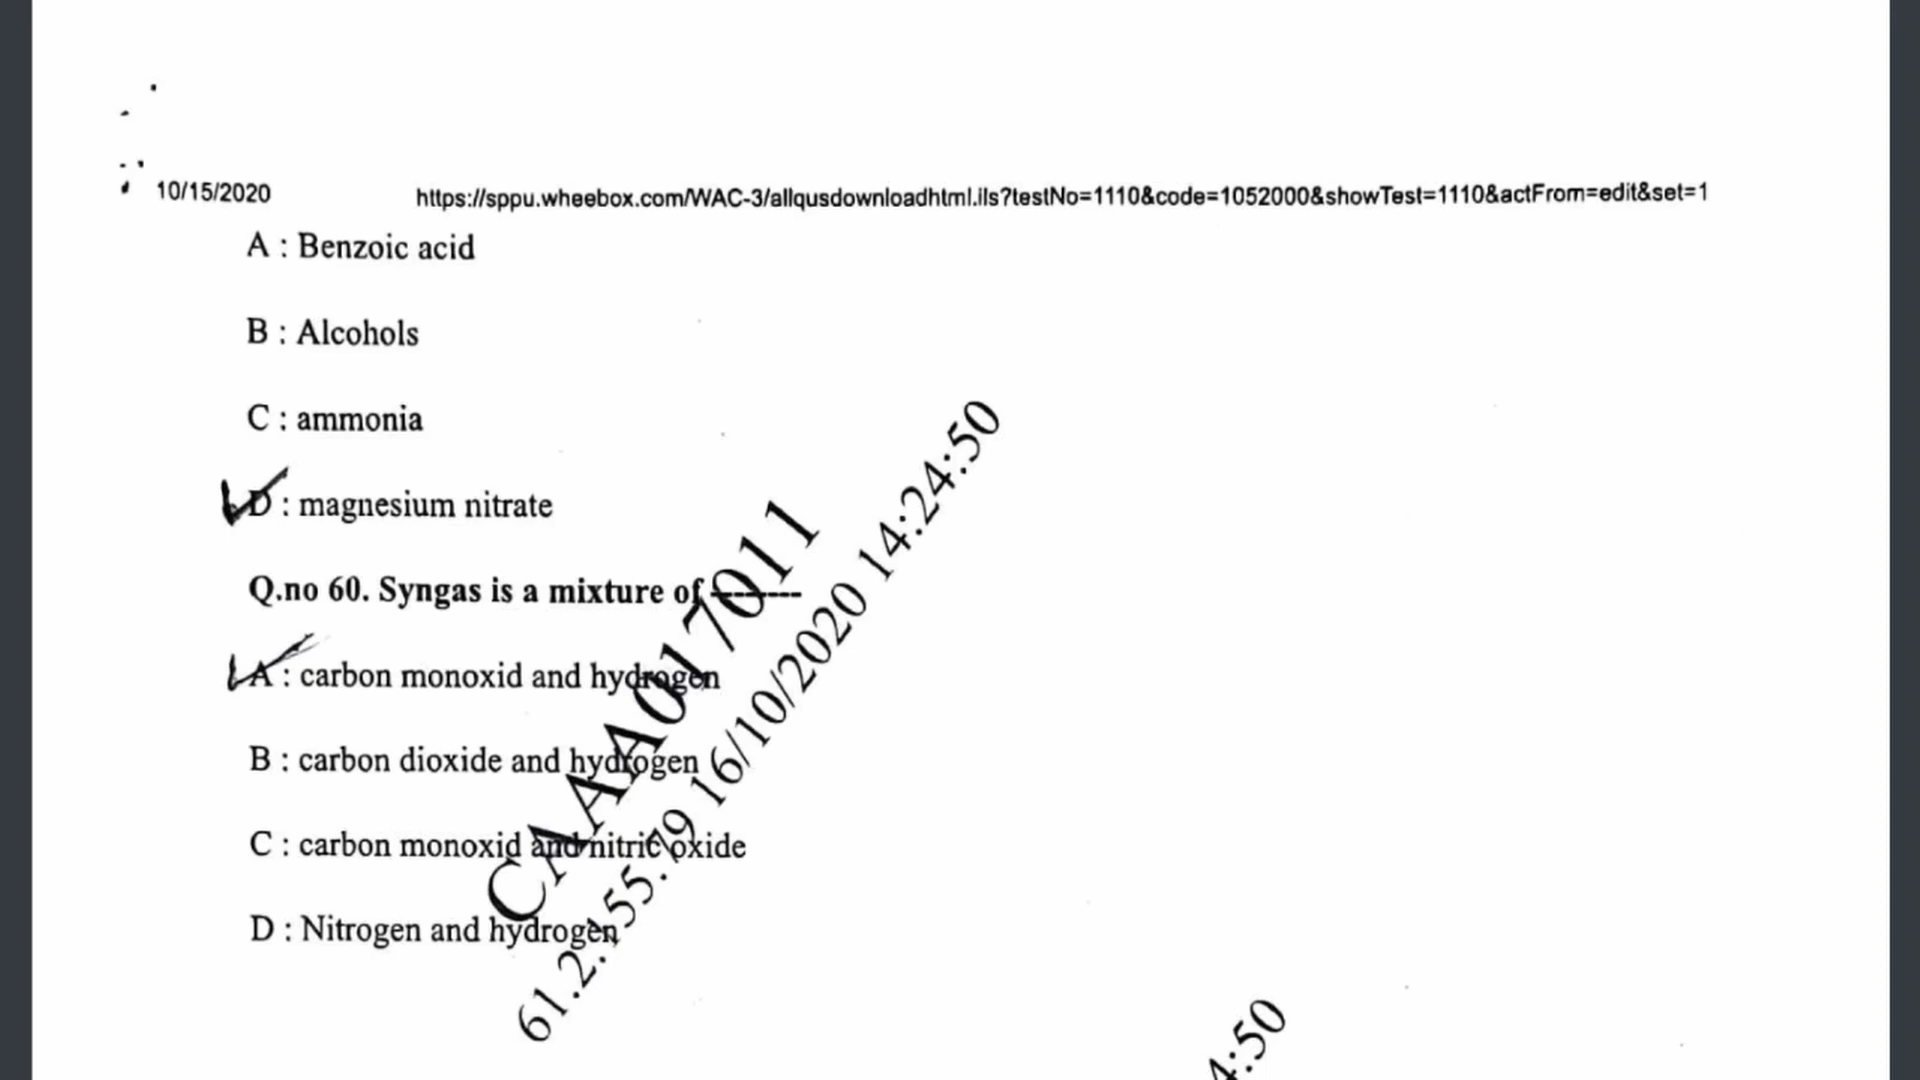 10/15/2020 https://sppu.wheebox.com/WAC-3/allqusdownloadhtml.ils?testNo=1110&code=1052000&showTest=1110&actFrom=edit&set=1
A : Benzoic acid
B : Alcohols
C : ammonia
D : magnesium nitrate
Q.no 60. Syngas is a mixture of -------
A : carbon monoxid and hydrogen
B : carbon dioxide and hydrogen
C : carbon monoxid and nitric oxide
D : Nitrogen and hydrogen
CAAA017011
61.2.155.79 16/10/2020 14:24:50
4:50